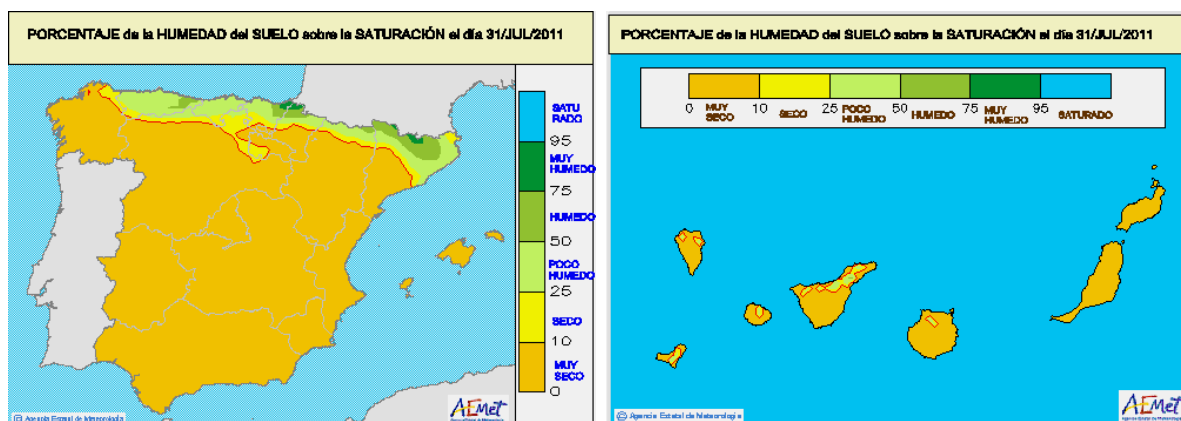 PORCENTAJE de la HUMEDAD del SUELO sobre la SATURACIÓN el día 31/JUL/2011
SATU
RADO
95
MUY
HUMEDO
75
HUMEDO
50
POCO
HUMEDO
25
SECO
10
MUY
SECO
0
© Agencia Estatal de Meteorología
AEMet
PORCENTAJE de la HUMEDAD del SUELO sobre la SATURACIÓN el día 31/JUL/2011
0 MUY SECO 10 SECO 25 POCO HUMEDO 50 HUMEDO 75 MUY HUMEDO 95 SATURADO
© Agencia Estatal de Meteorología
AEMet